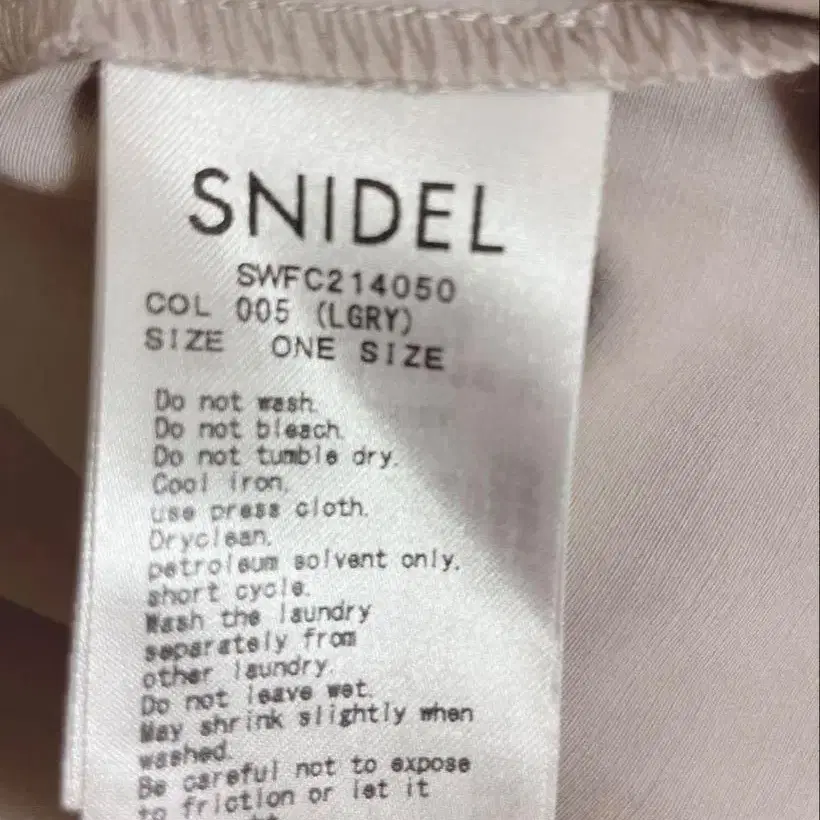 SNIDEL
SWFC214050
COL 005 (LGRY)
SIZE ONE SIZE
Do not wash.
Do not bleach.
Do not tumble dry.
Cool iron,
use press cloth.
Dryclean,
petroleum solvent only,
short cycle.
Wash the laundry
separately from
other laundry.
Do not leave wet.
May shrink slightly when
washed.
Be careful not to expose
to friction or let it